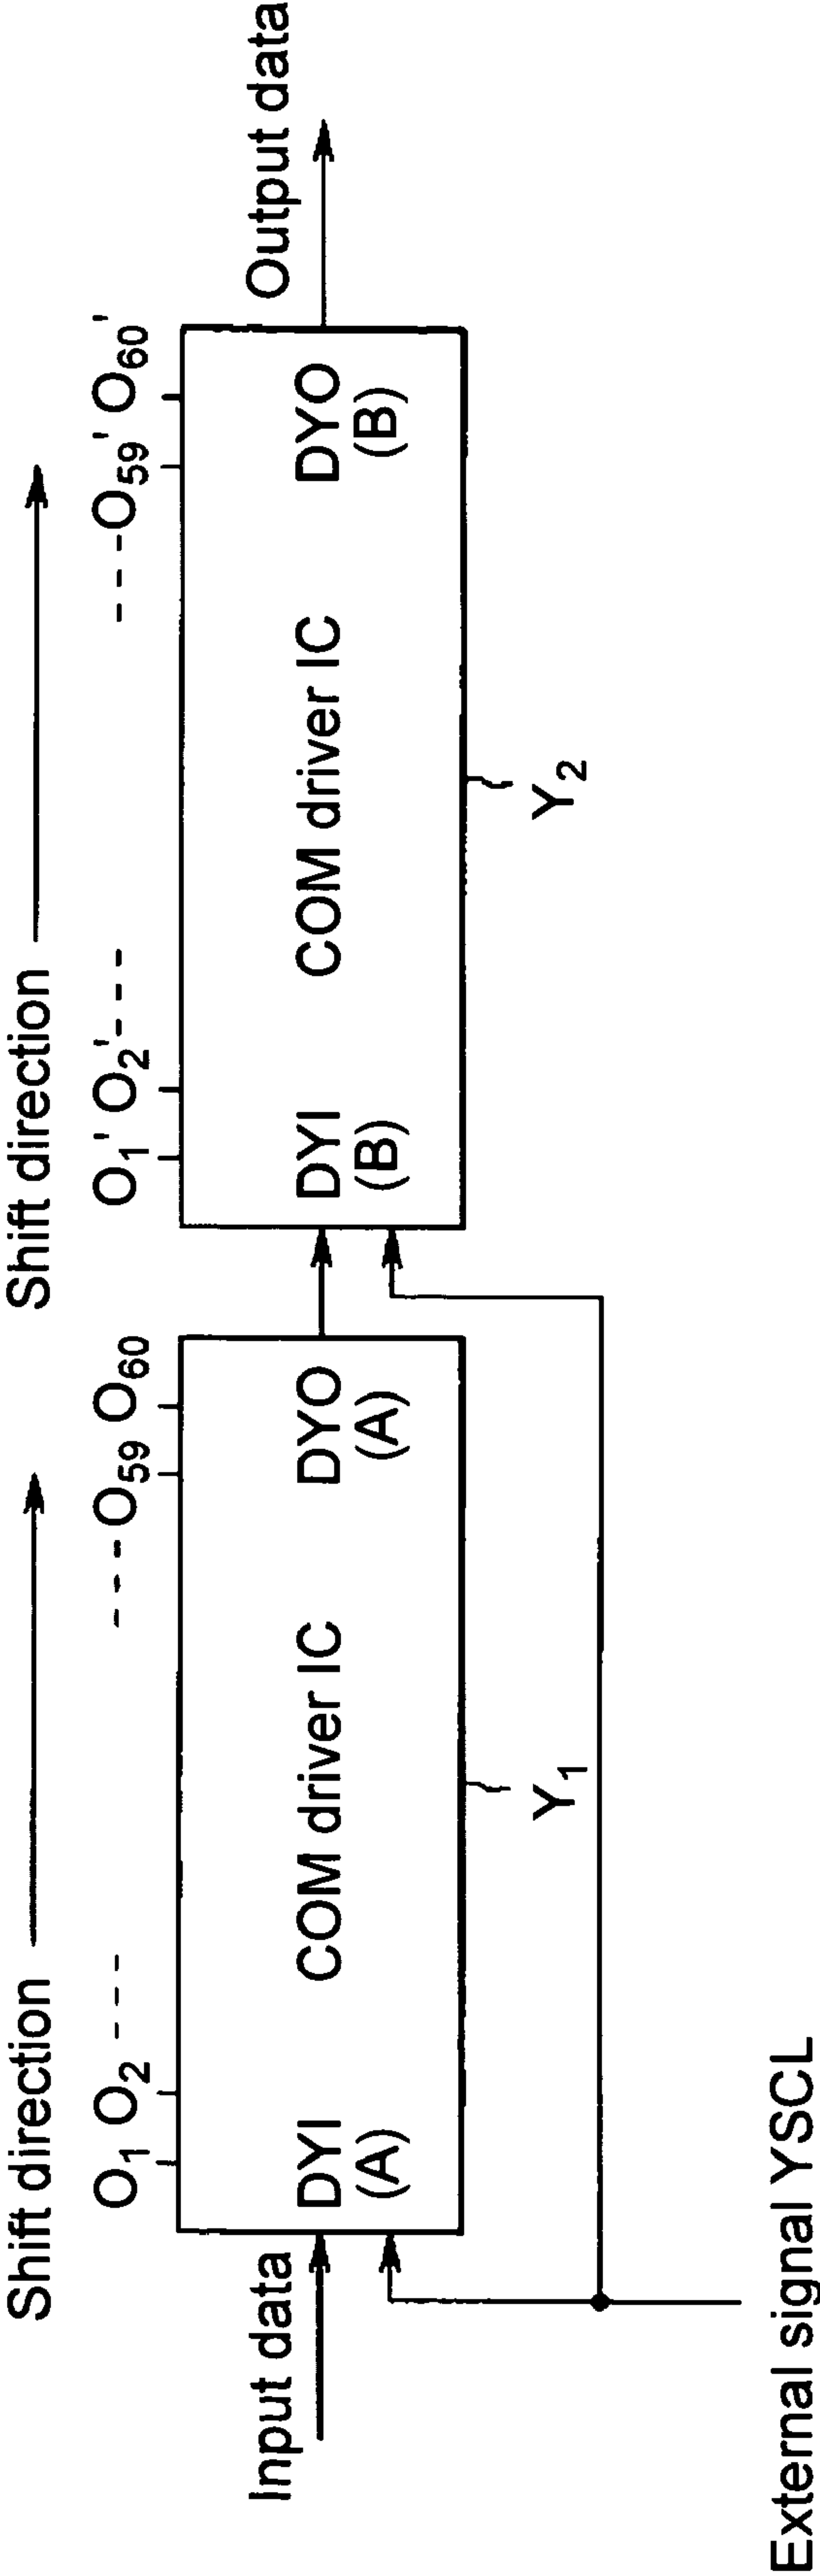 Shift direction
Shift direction
O₁ O₂ ----
---O₅₉ O₆₀
O₁' O₂'---
---O₅₉' O₆₀'
Input data
DYI
(A)
COM driver IC
DYO
(A)
DYI
(B)
COM driver IC
DYO
(B)
Output data
Y₁
Y₂
External signal YSCL